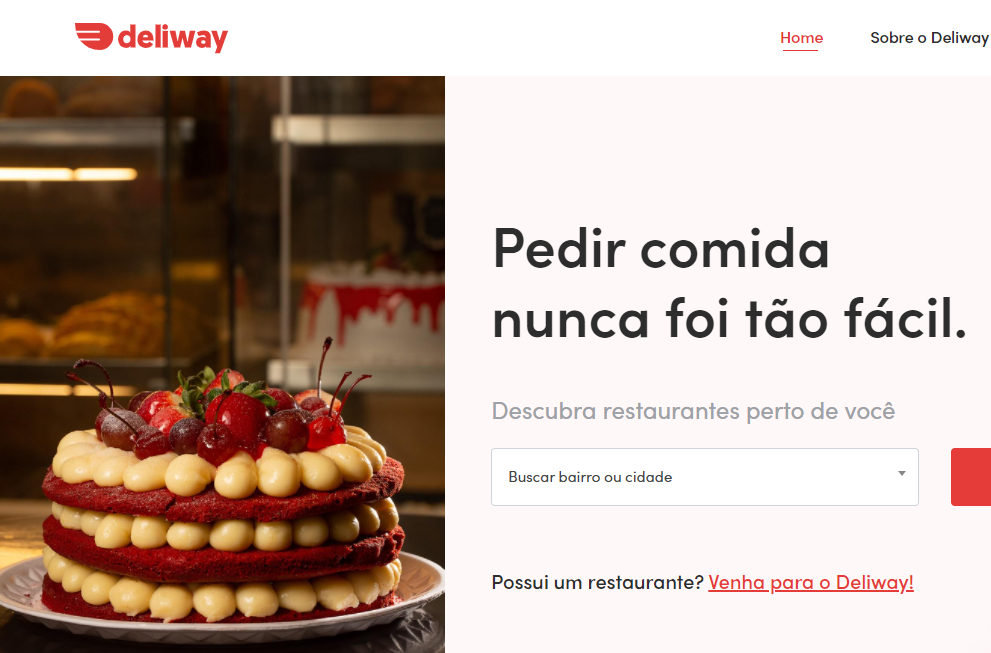 deliway
Home
Sobre o Deliway
Pedir comida
nunca foi tão fácil.
Descubra restaurantes perto de você
Buscar bairro ou cidade
Possui um restaurante? Venha para o Deliway!